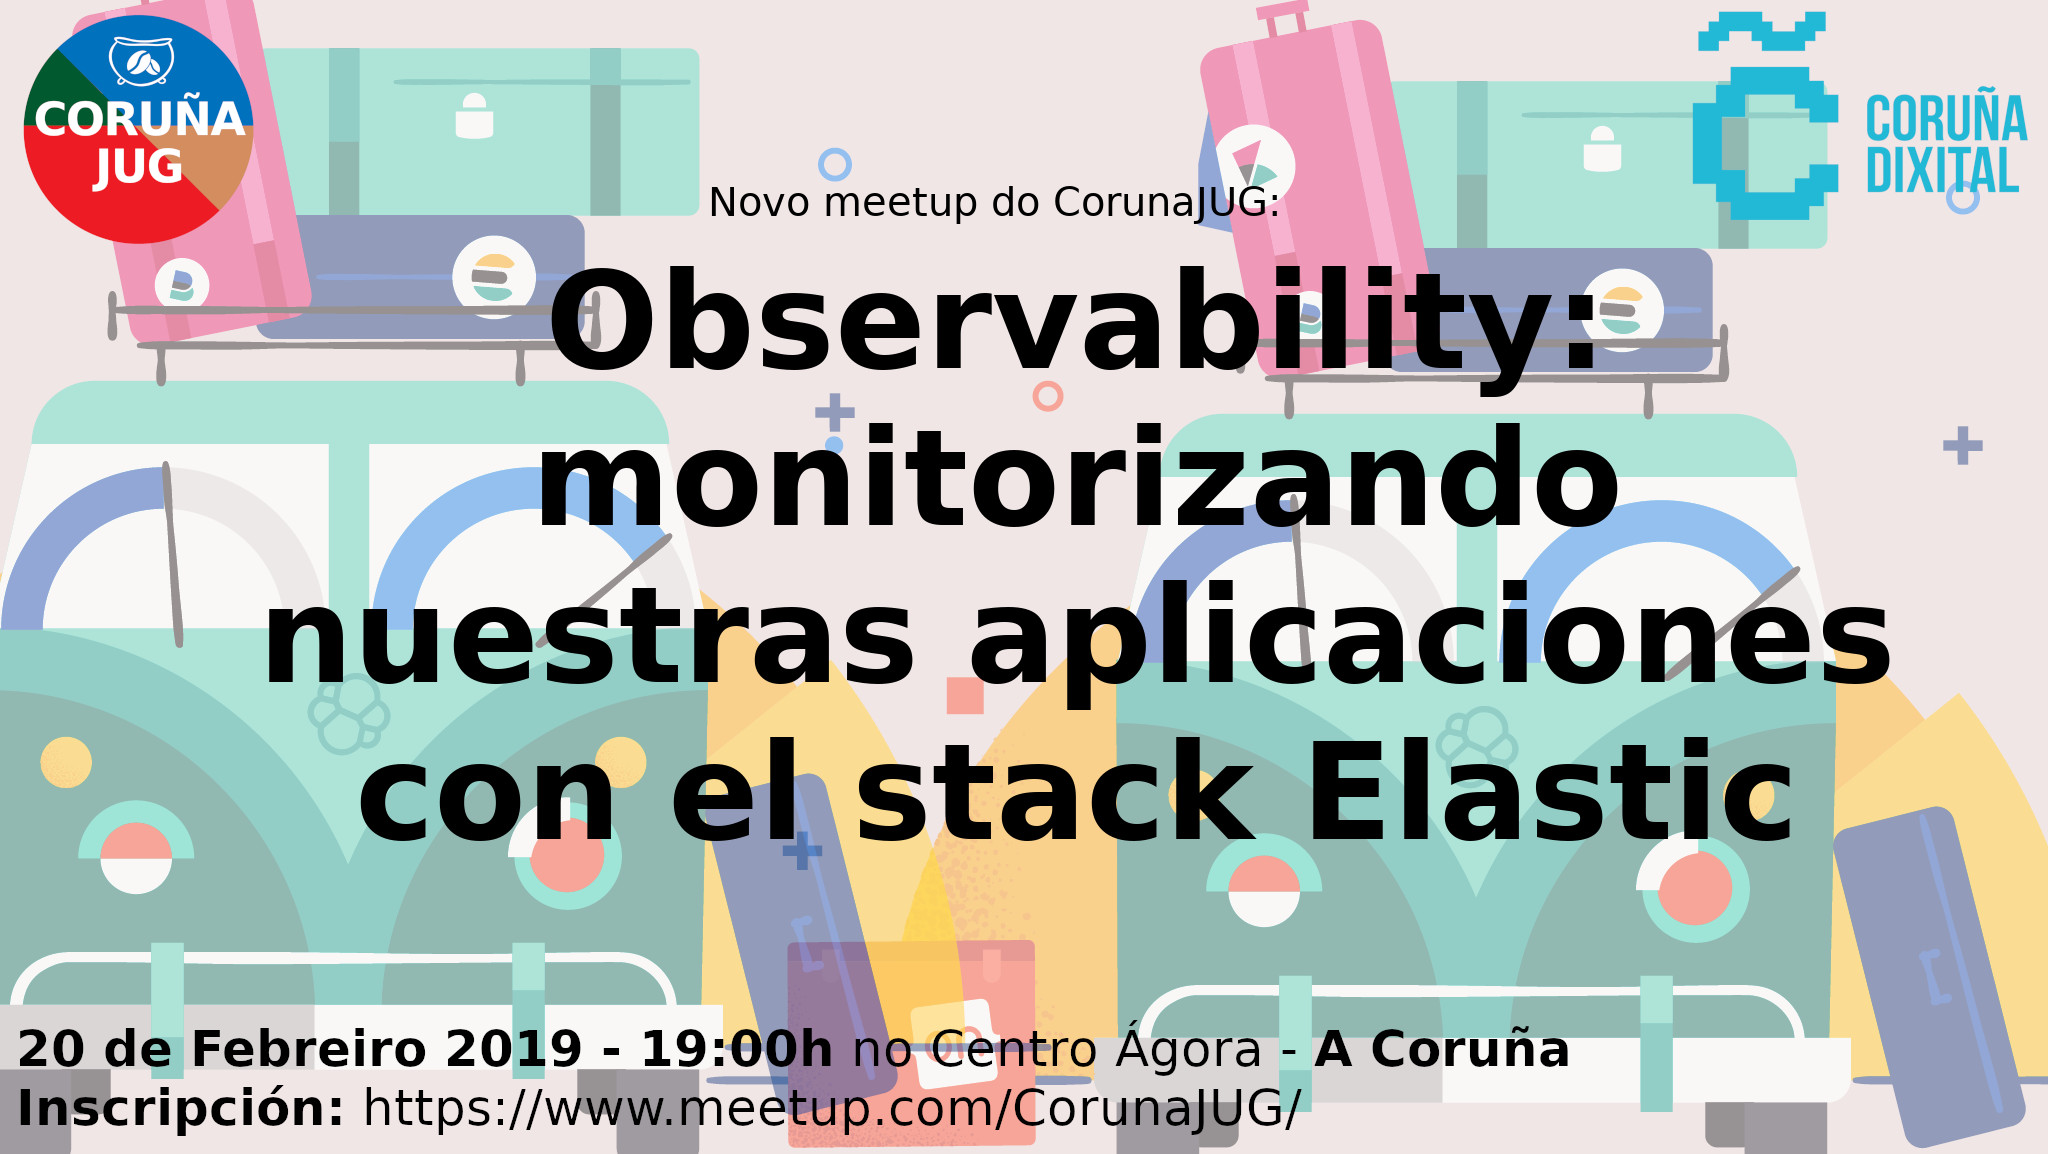 CORUÑA
JUG
CORUÑA
DIXITAL
Novo meetup do CorunaJUG:
Observability:
monitorizando
nuestras aplicaciones
con el stack Elastic
20 de Febreiro 2019 - 19:00h no Centro Ágora - A Coruña
Inscripción: https://www.meetup.com/CorunaJUG/